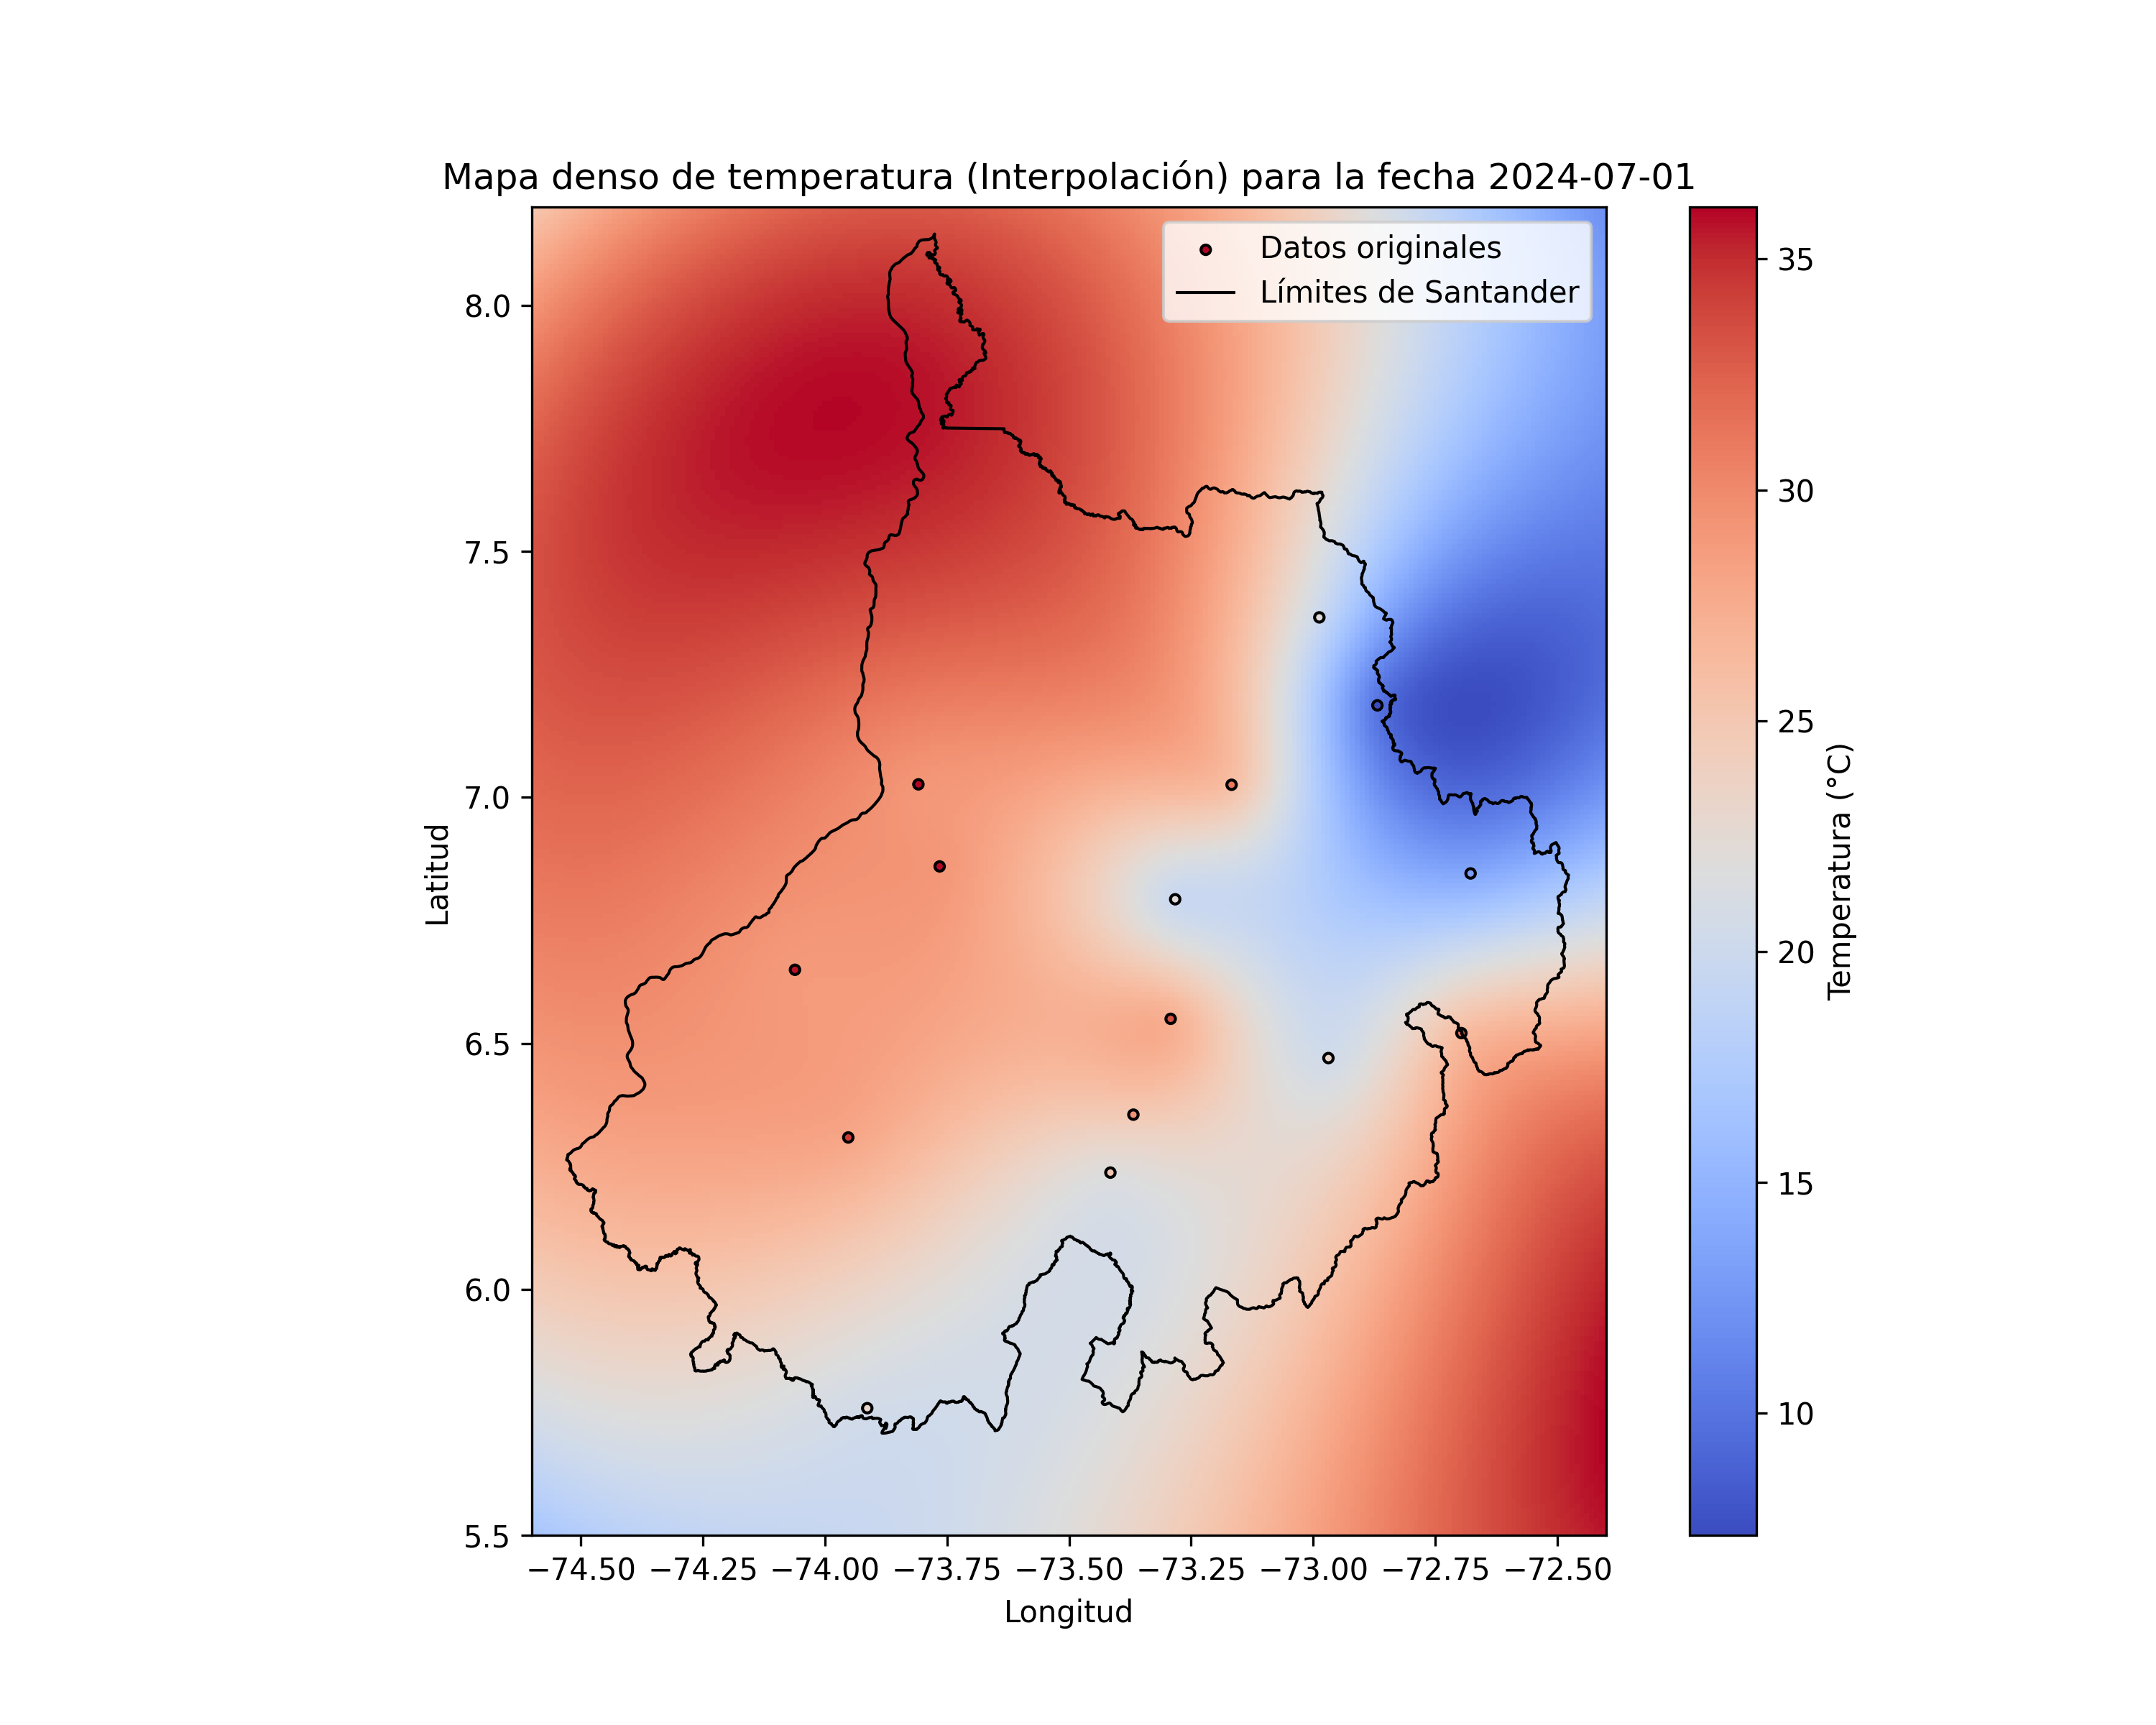 Mapa denso de temperatura (Interpolación) para la fecha 2024-07-01
Datos originales
Límites de Santander
8.0
7.5
7.0
6.5
6.0
5.5
Latitud
−74.50 −74.25 −74.00 −73.75 −73.50 −73.25 −73.00 −72.75 −72.50
Longitud
35
30
25
20
15
10
Temperatura (°C)